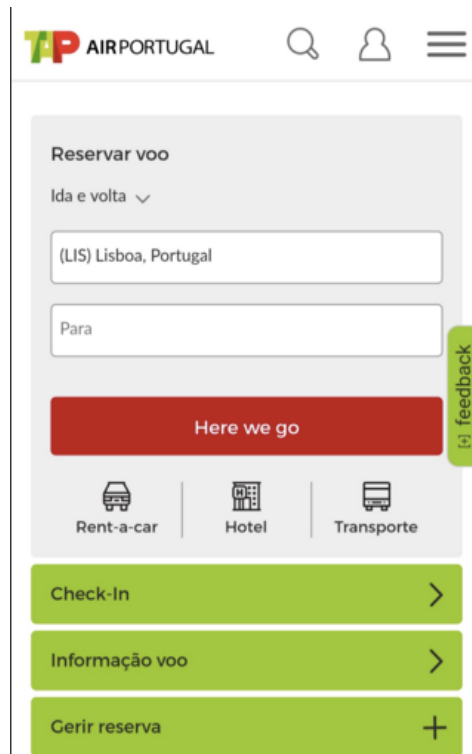 TAP AIRPORTUGAL
Reservar voo
Ida e volta
(LIS) Lisboa, Portugal
Para
Here we go
[+] feedback
Rent-a-car
Hotel
Transporte
Check-In
Informação voo
Gerir reserva